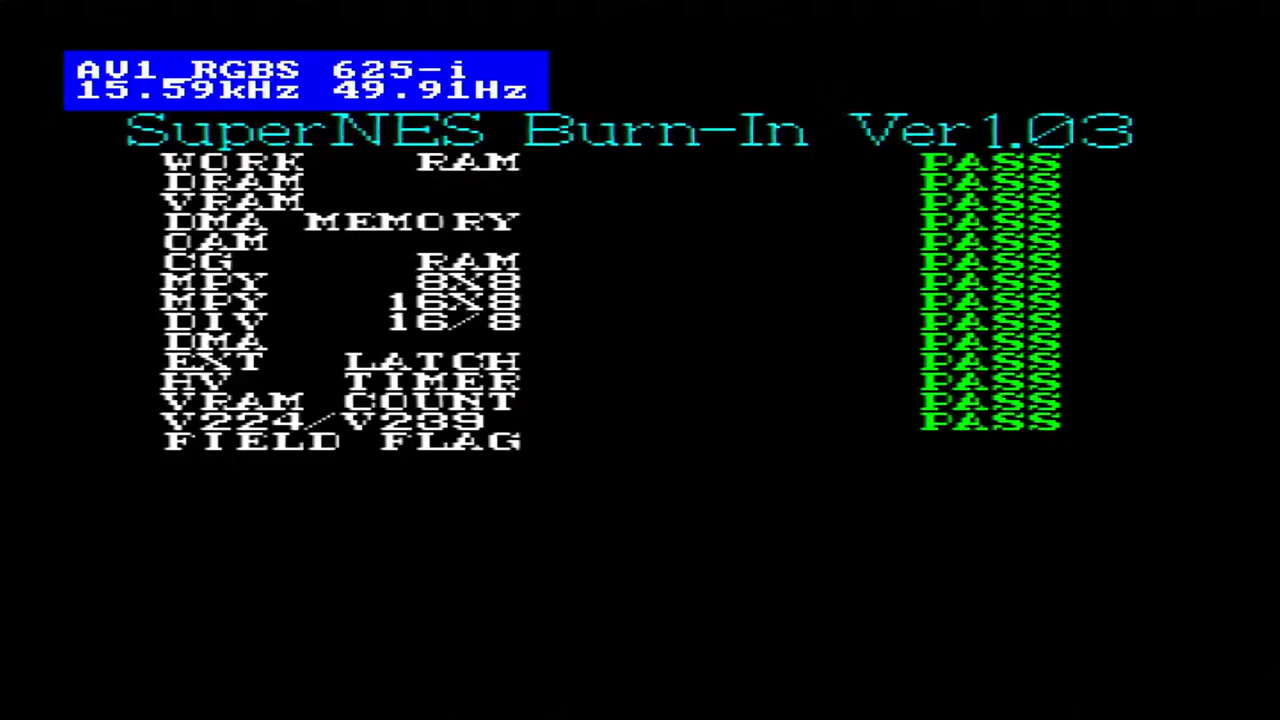 AV1_RGBS 625-i
15.59kHz 49.91Hz
SuperNES Burn-In Ver1.03
WORK RAM PASS
DRAM PASS
VRAM PASS
DMA MEMORY PASS
OAM PASS
CG RAM PASS
MPY 8X8 PASS
MPY 16X8 PASS
DIV 16/8 PASS
DMA PASS
EXT LATCH PASS
HV TIMER PASS
VRAM COUNT PASS
V224/V239 PASS
FIELD FLAG